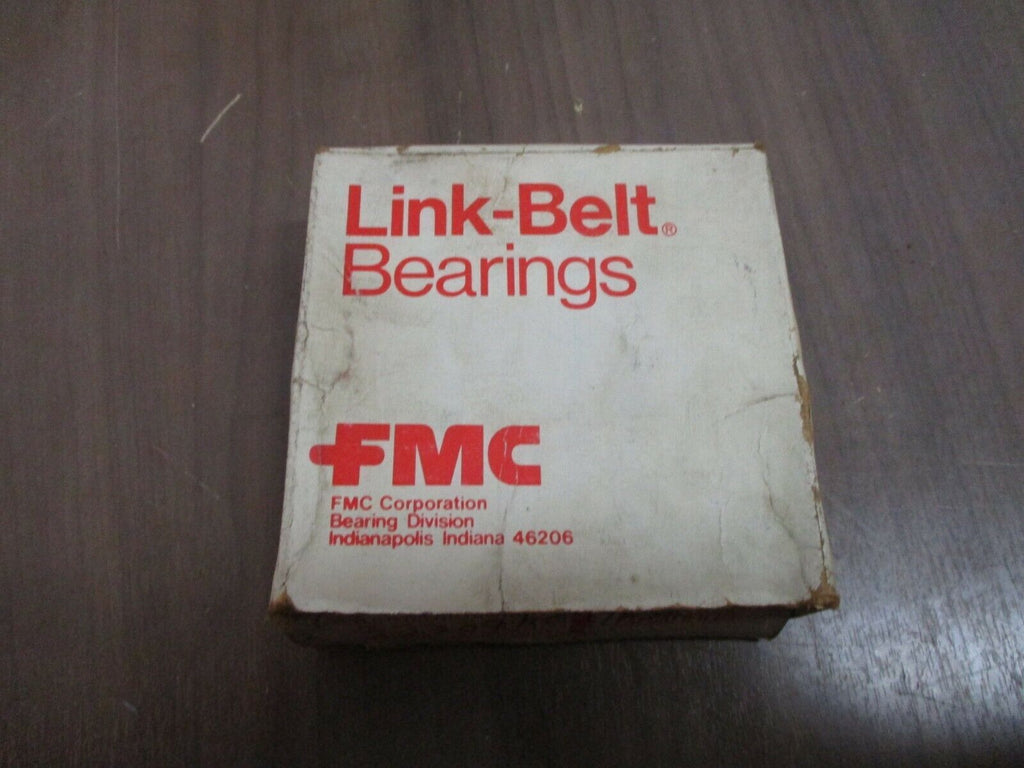 Link-Belt®
Bearings
FMC
FMC Corporation
Bearing Division
Indianapolis Indiana 46206